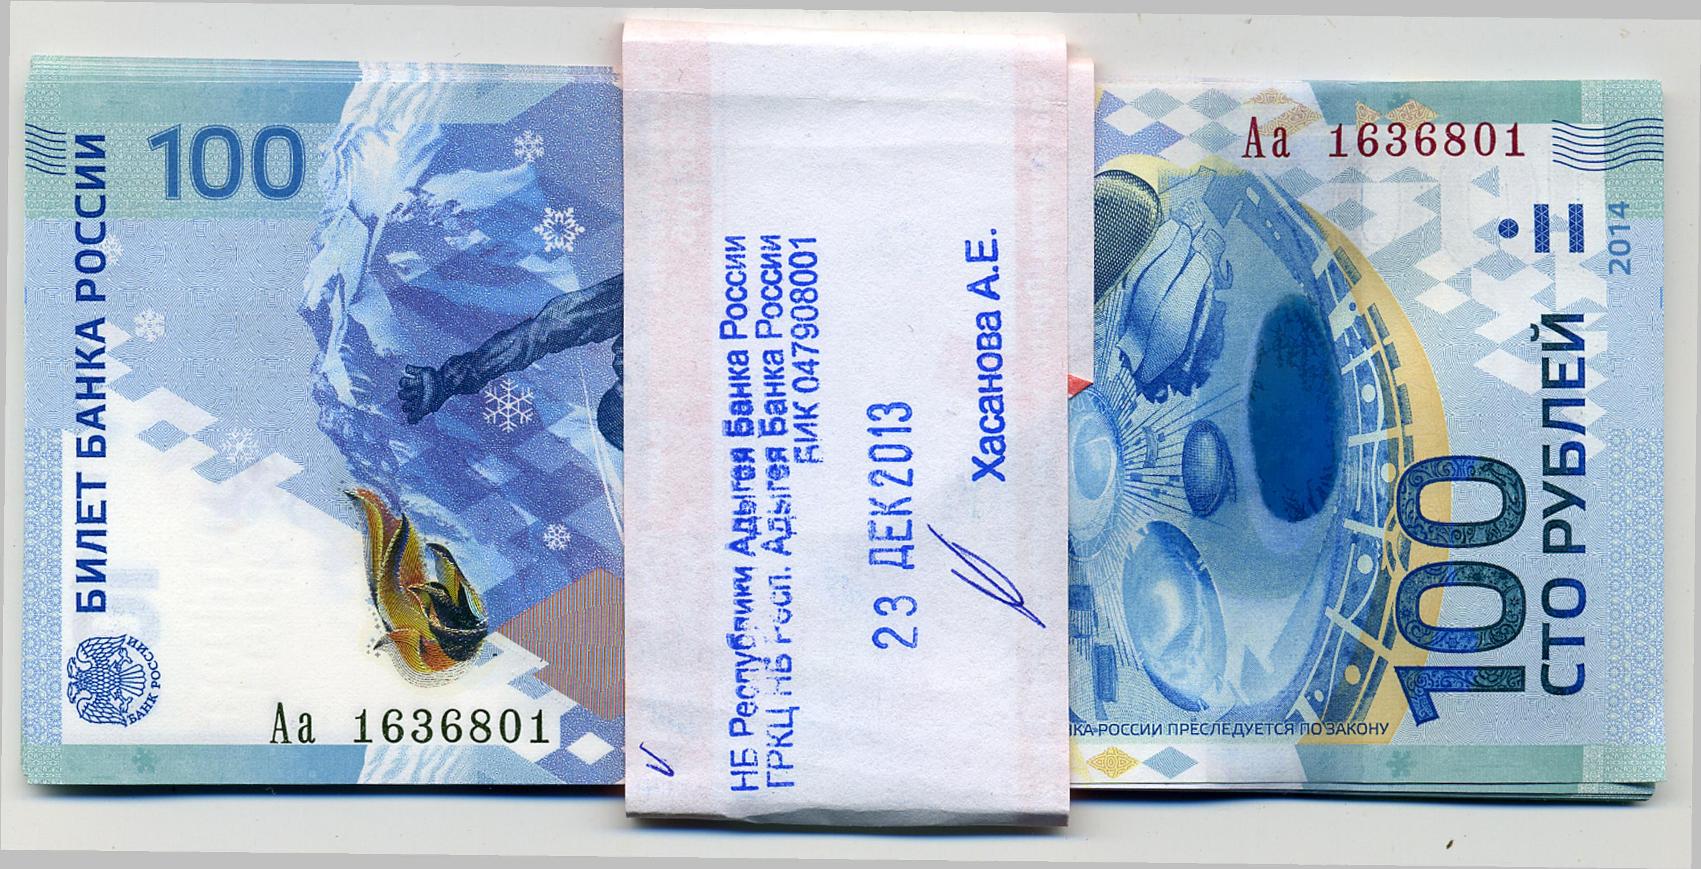 БИЛЕТ БАНКА РОССИИ
100
БАНК РОССИИ
Аа 1636801
НБ Республики Адыгея Банка России
ГРКЦ НБ Респ. Адыгея Банка России
БИК 047908001
23 ДЕК 2013
Хасанова А.Е.
Аа 1636801
2014
100
СТО РУБЛЕЙ
НКА РОССИИ ПРЕСЛЕДУЕТСЯ ПО ЗАКОНУ